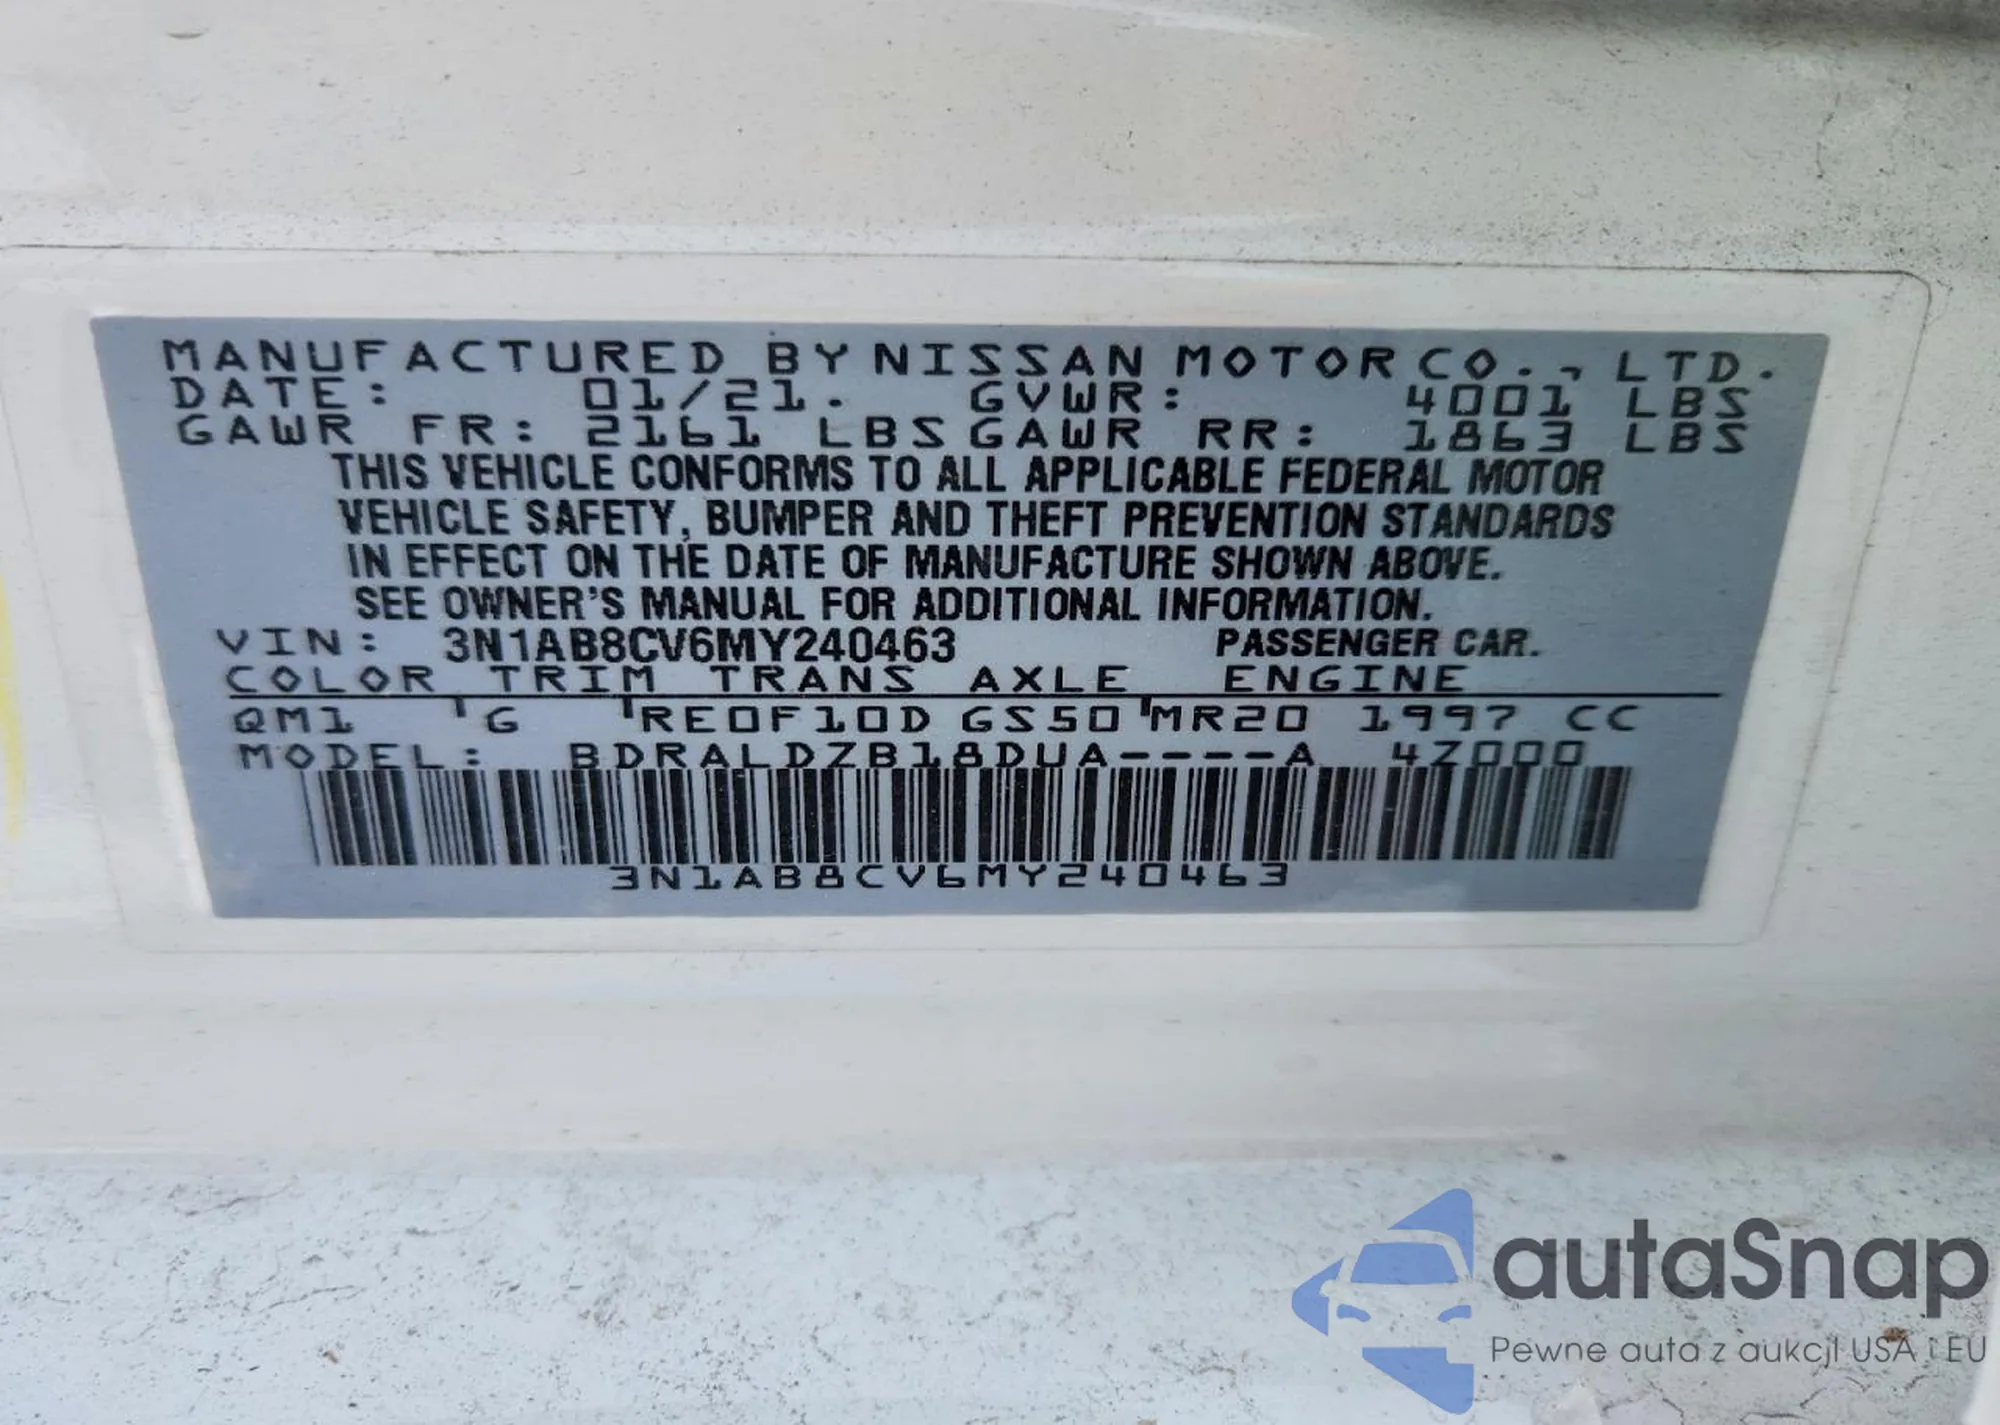 MANUFACTURED BY NISSAN MOTOR CO., LTD.
DATE: 01/21. GVWR: 4001 LBS
GAWR FR: 2161 LBS GAWR RR: 1863 LBS
THIS VEHICLE CONFORMS TO ALL APPLICABLE FEDERAL MOTOR
VEHICLE SAFETY, BUMPER AND THEFT PREVENTION STANDARDS
IN EFFECT ON THE DATE OF MANUFACTURE SHOWN ABOVE.
SEE OWNER'S MANUAL FOR ADDITIONAL INFORMATION.
VIN: 3N1AB8CV6MY240463 PASSENGER CAR.
COLOR TRIM TRANS AXLE ENGINE
QM1 G RE0F10D GS50 MR20 1997 CC
MODEL: BDRALDZB18DUA----A 4Z000
3N1AB8CV6MY240463
autaSnap
Pewne auta z aukcji USA i EU